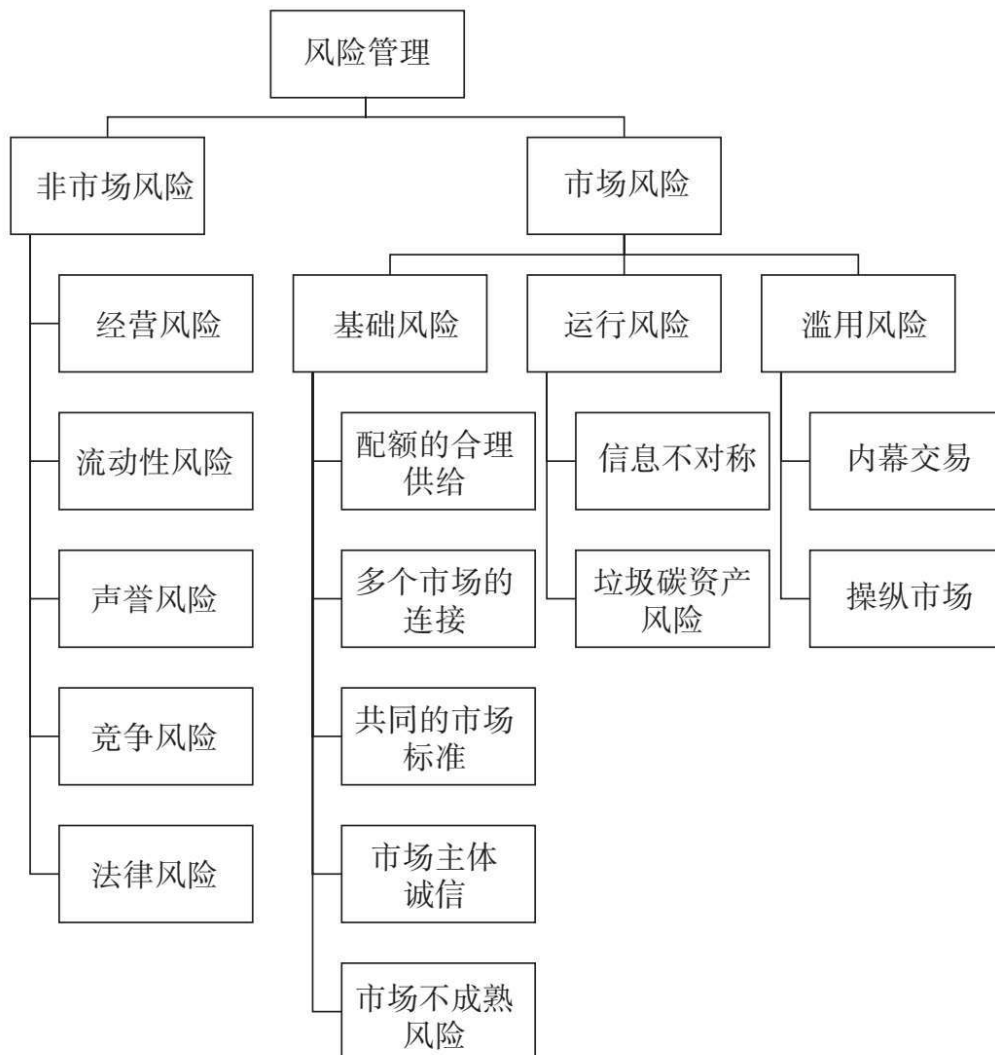 风险管理
非市场风险
市场风险
经营风险
流动性风险
声誉风险
竞争风险
法律风险
基础风险
配额的合理
供给
多个市场的
连接
共同的市场
标准
市场主体
诚信
市场不成熟
风险
运行风险
信息不对称
垃圾碳资产
风险
滥用风险
内幕交易
操纵市场